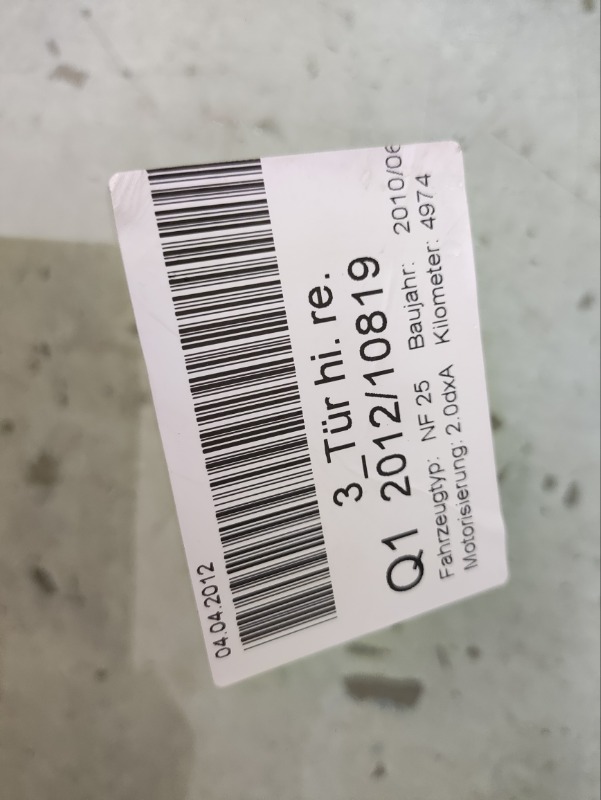 04.04.2012
3_Tür hi. re.
Q1 2012/10819
Fahrzeugtyp: NF 25 Baujahr: 2010/06
Motorisierung: 2.0dxA Kilometer: 4974